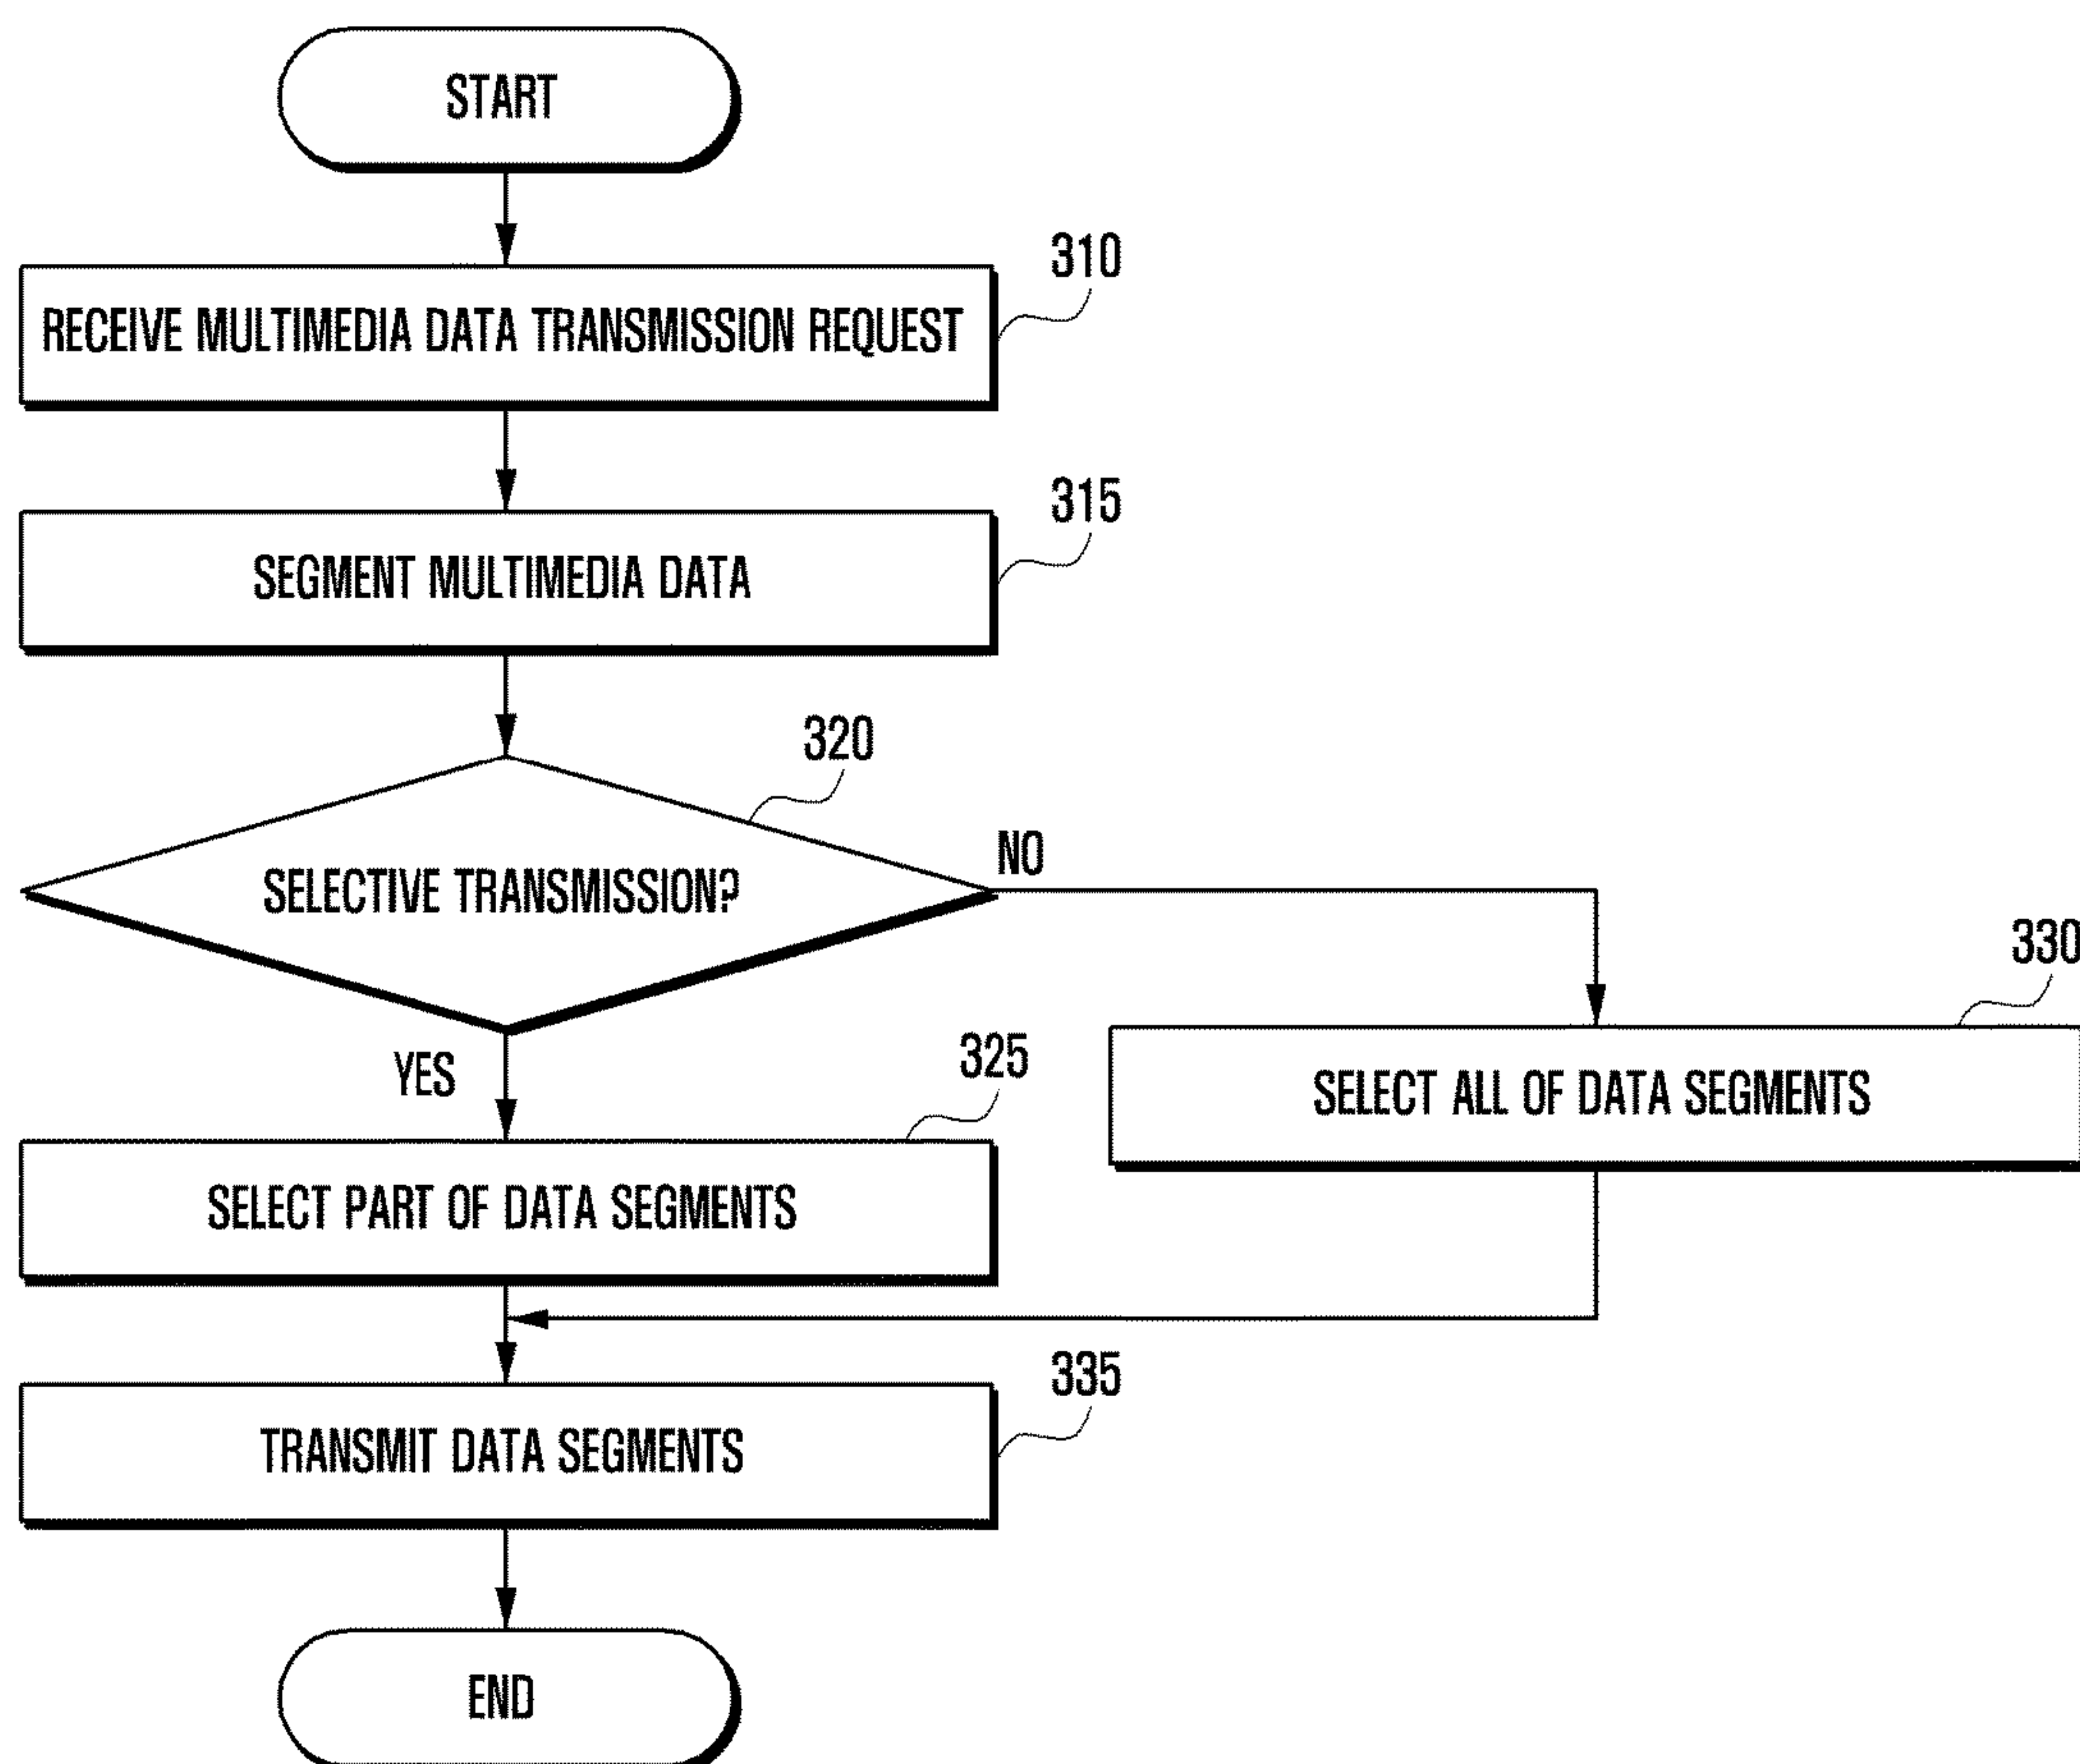 START
310
RECEIVE MULTIMEDIA DATA TRANSMISSION REQUEST
315
SEGMENT MULTIMEDIA DATA
320
SELECTIVE TRANSMISSION?
NO
YES
325
330
SELECT ALL OF DATA SEGMENTS
SELECT PART OF DATA SEGMENTS
335
TRANSMIT DATA SEGMENTS
END